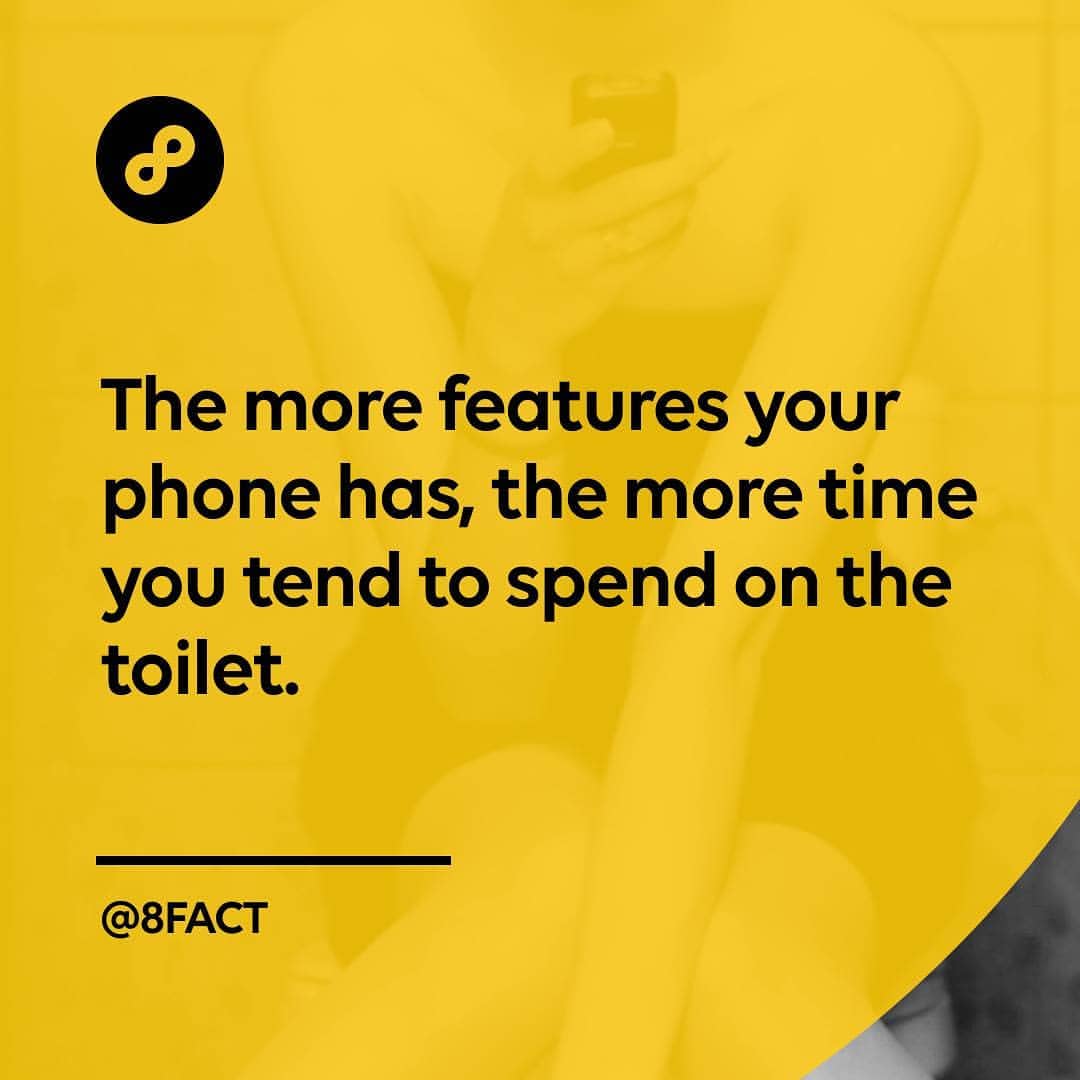 The more features your
phone has, the more time
you tend to spend on the
toilet.
@8FACT